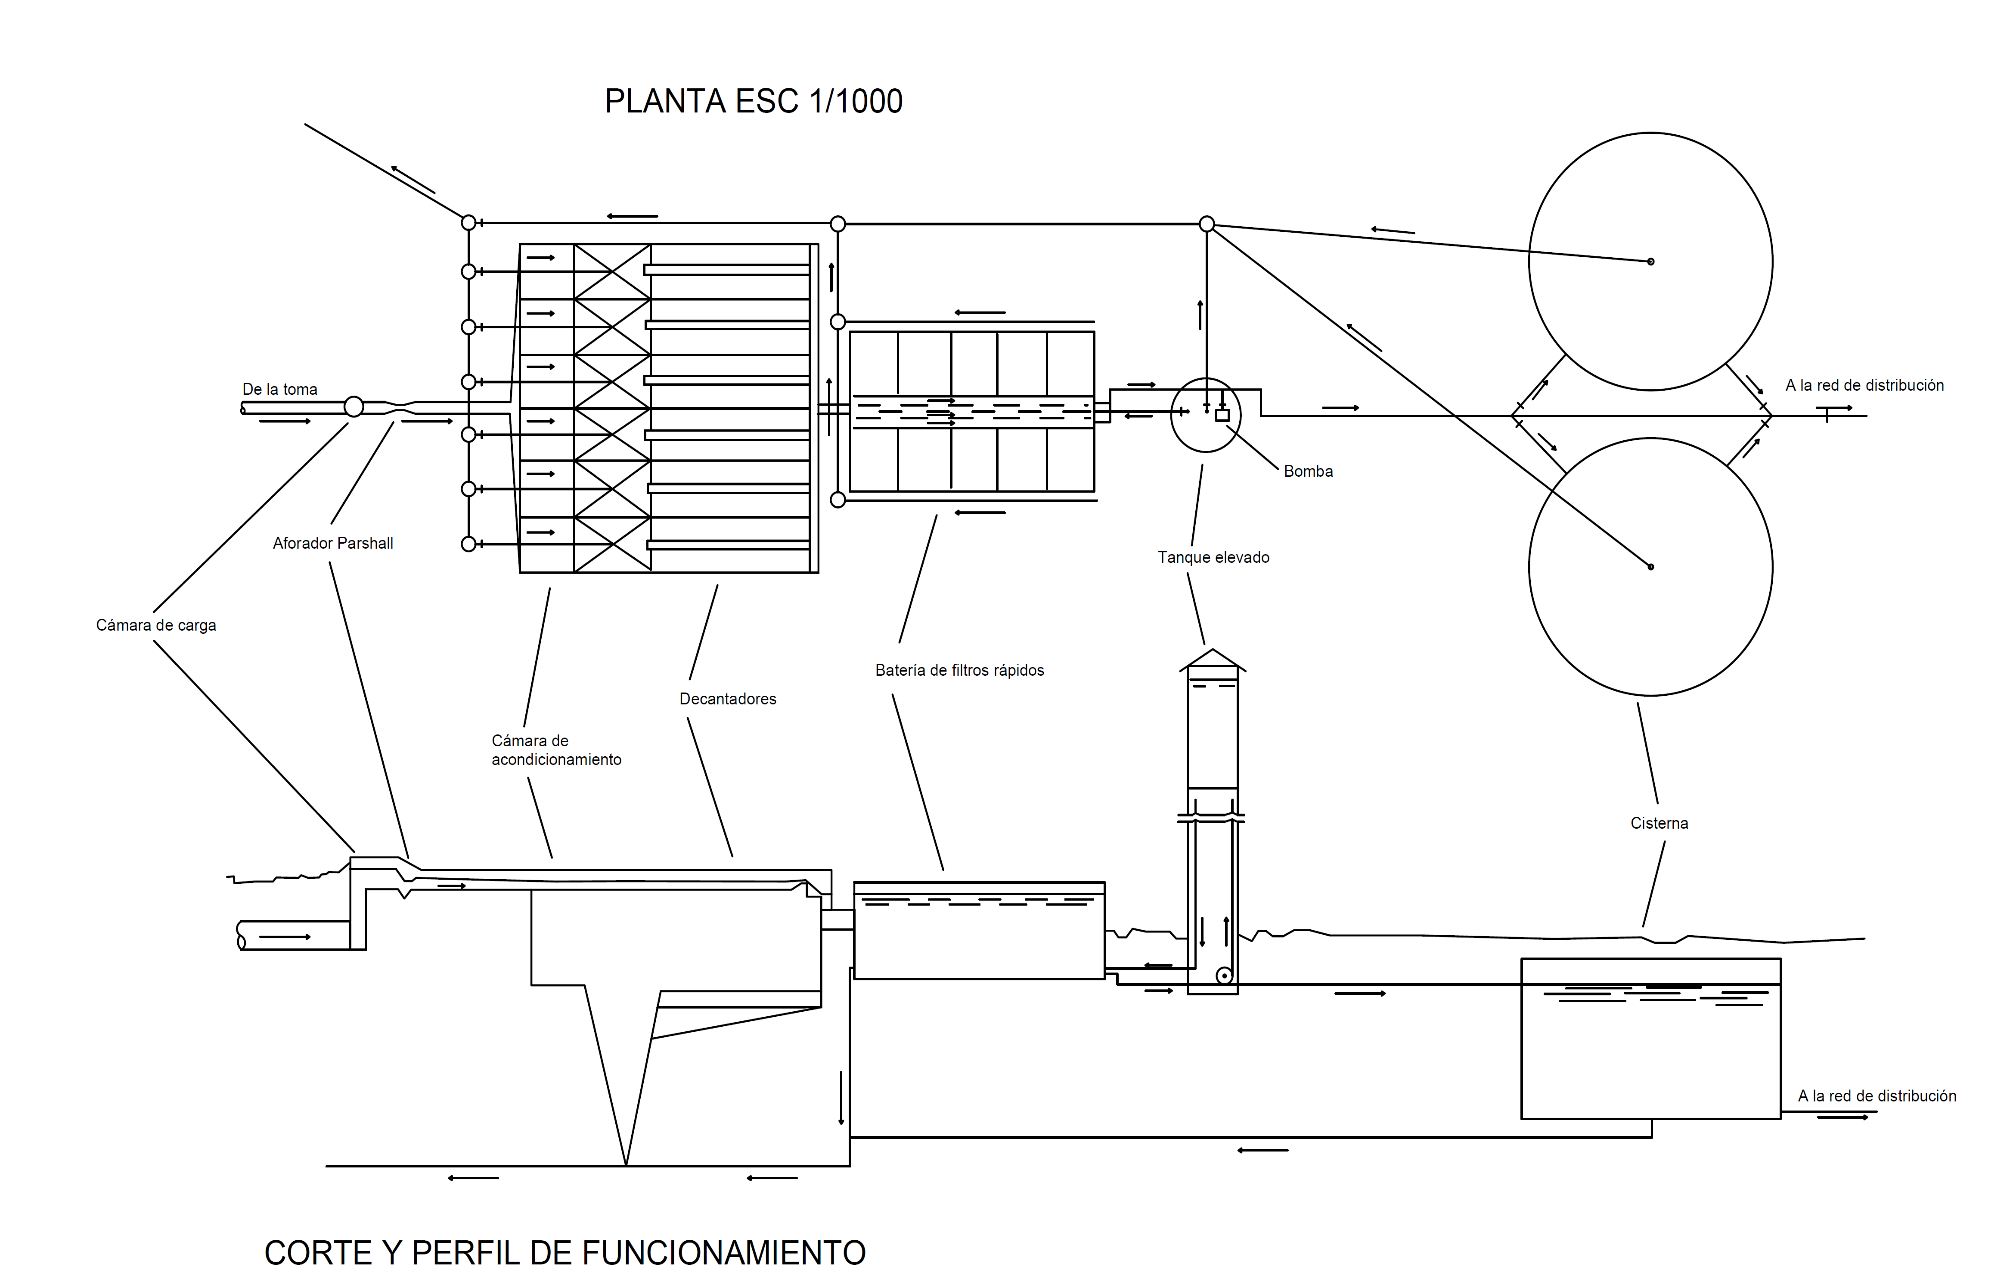 PLANTA ESC 1/1000
De la toma
A la red de distribución
Bomba
Aforador Parshall
Tanque elevado
Cámara de carga
Batería de filtros rápidos
Decantadores
Cámara de
acondicionamiento
Cisterna
A la red de distribución
CORTE Y PERFIL DE FUNCIONAMIENTO